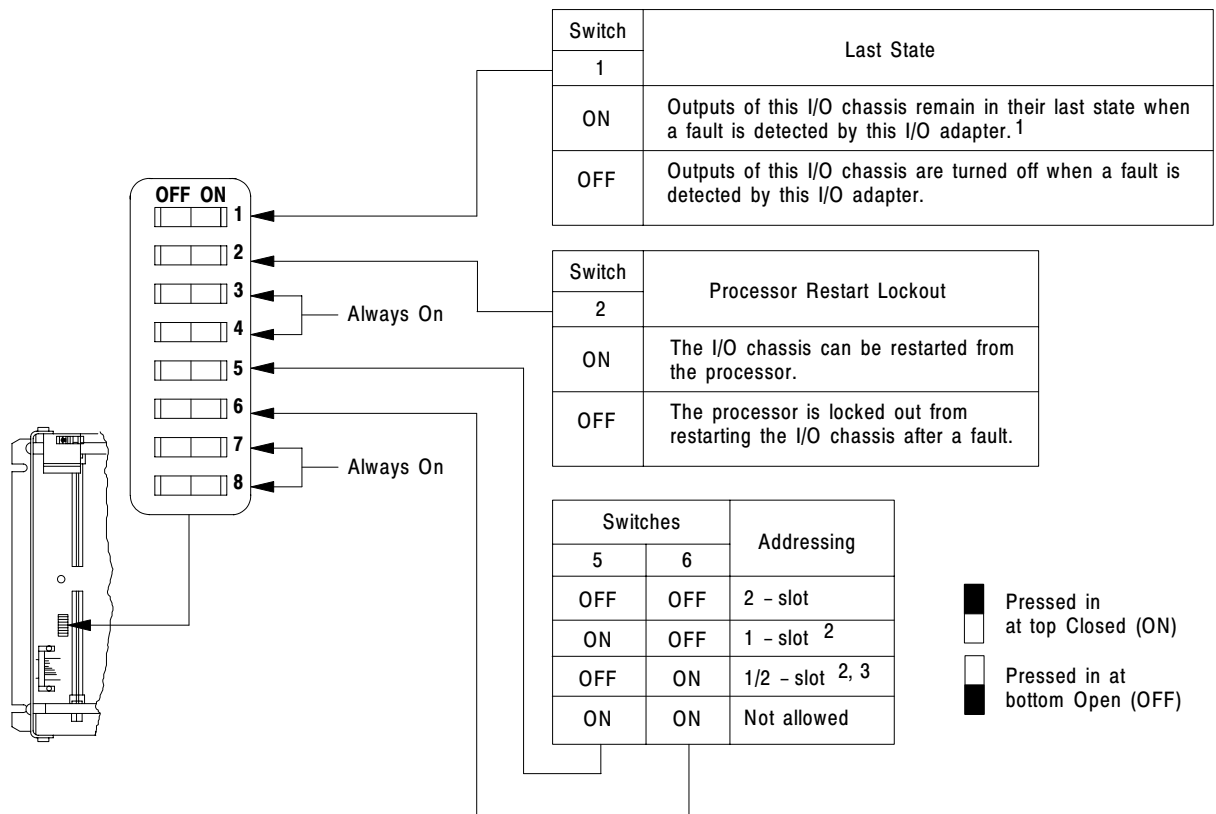 Switch
1
Last State
ON
Outputs of this I/O chassis remain in their last state when
a fault is detected by this I/O adapter. 1
OFF
Outputs of this I/O chassis are turned off when a fault is
detected by this I/O adapter.
OFF ON
1
2
3
4
5
6
7
8
Always On
Always On
Switch
2
Processor Restart Lockout
ON
The I/O chassis can be restarted from
the processor.
OFF
The processor is locked out from
restarting the I/O chassis after a fault.
Switches
Addressing
5 6
OFF OFF 2 – slot
ON OFF 1 – slot 2
OFF ON 1/2 – slot 2, 3
ON ON Not allowed
Pressed in
at top Closed (ON)
Pressed in at
bottom Open (OFF)